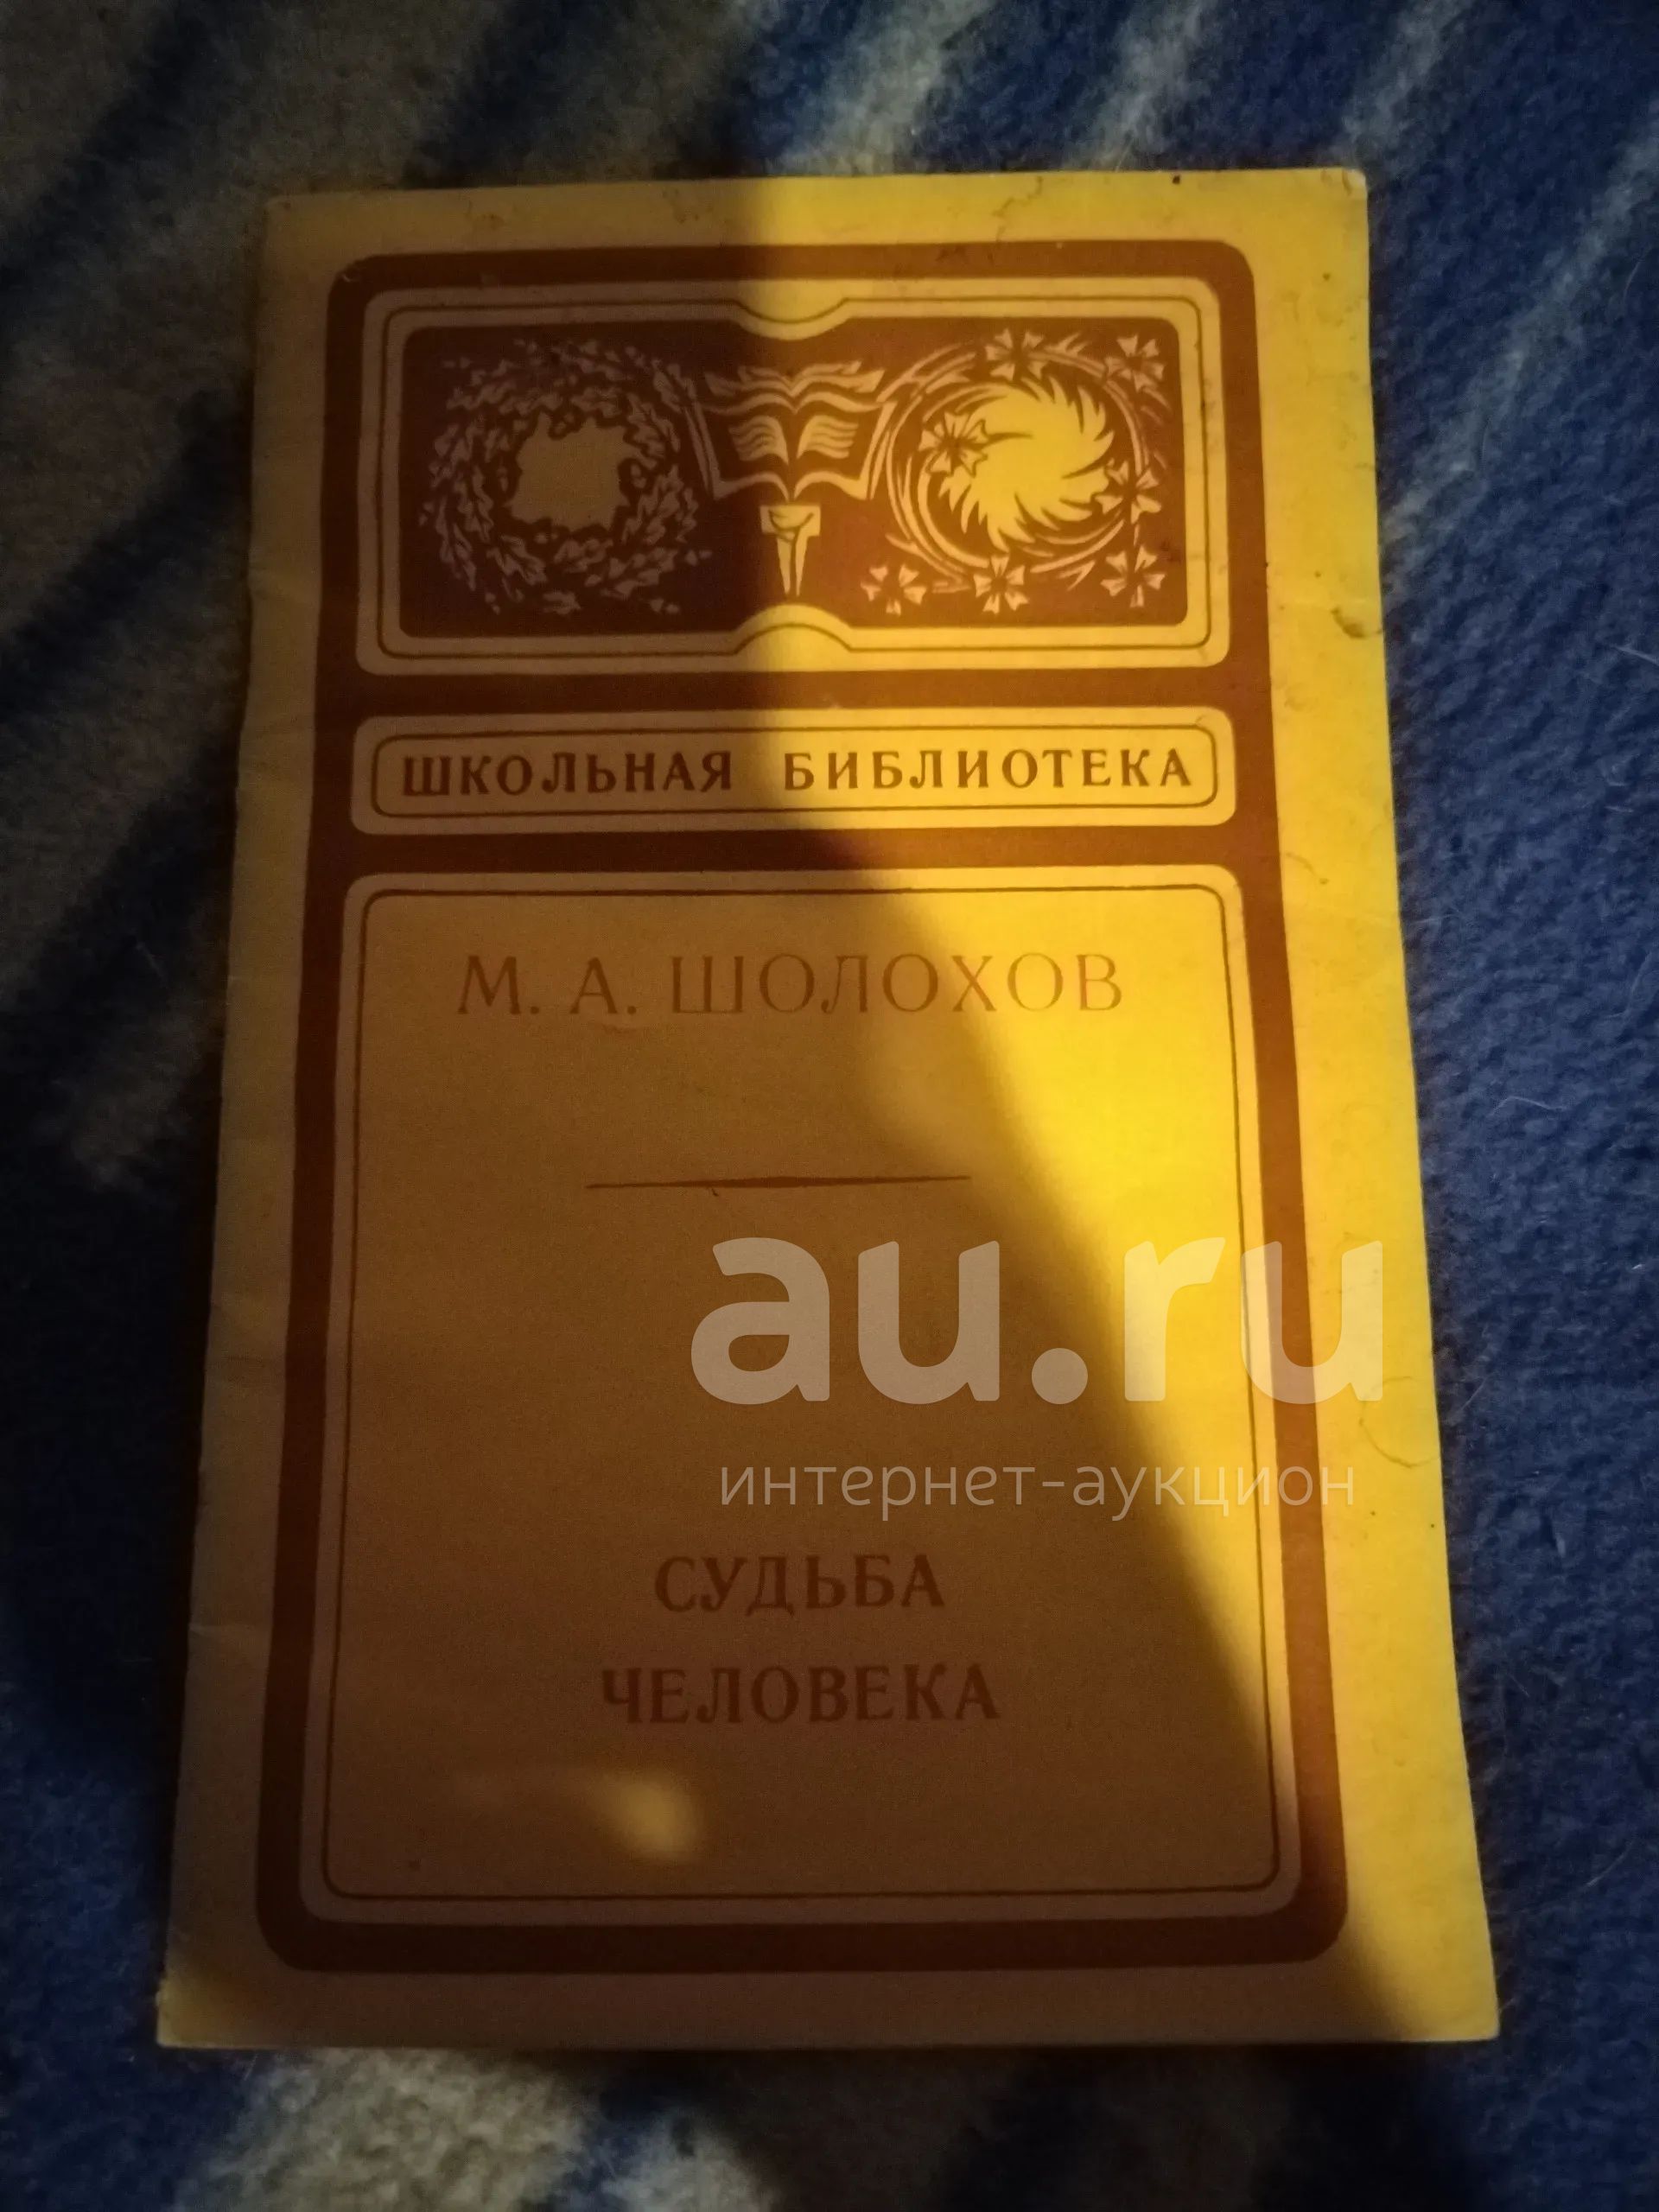 ШКОЛЬНАЯ БИБЛИОТЕКА
М. А. ШОЛОХОВ
au.ru
интернет-аукцион
СУДЬБА
ЧЕЛОВЕКА